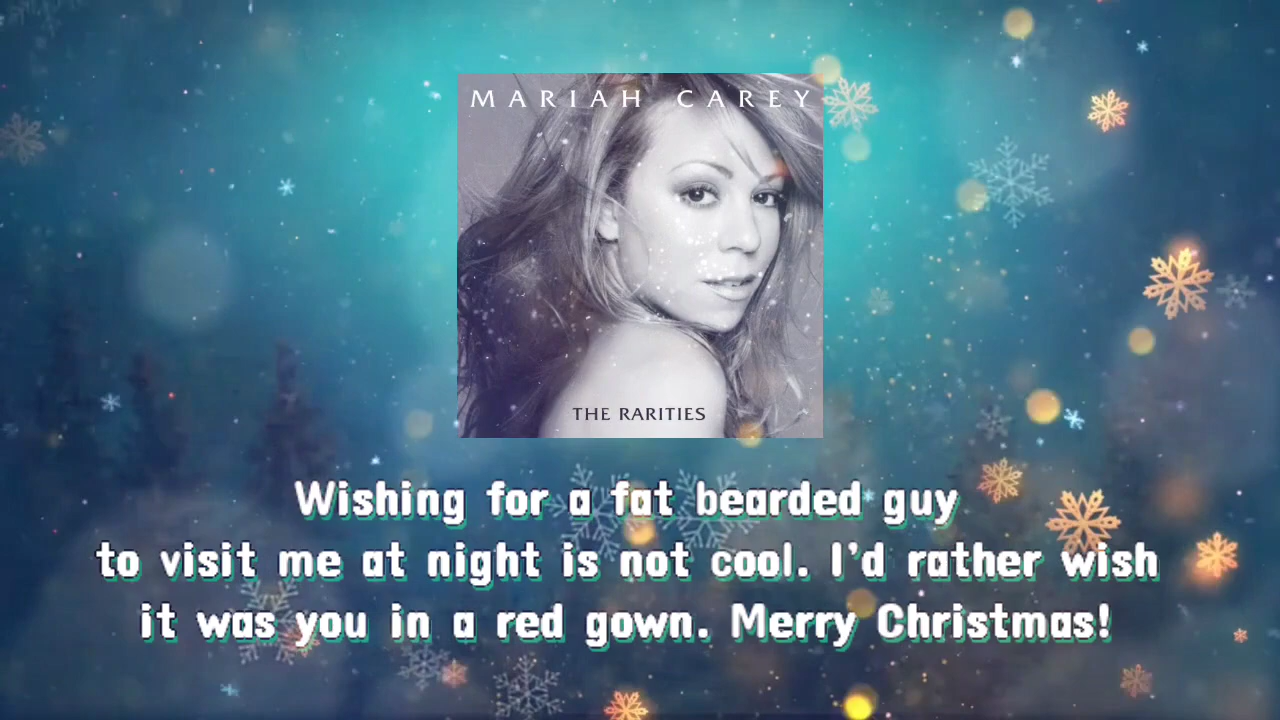 MARIAH CAREY
THE RARITIES
Wishing for a fat bearded guy
to visit me at night is not cool. I'd rather wish
it was you in a red gown. Merry Christmas!